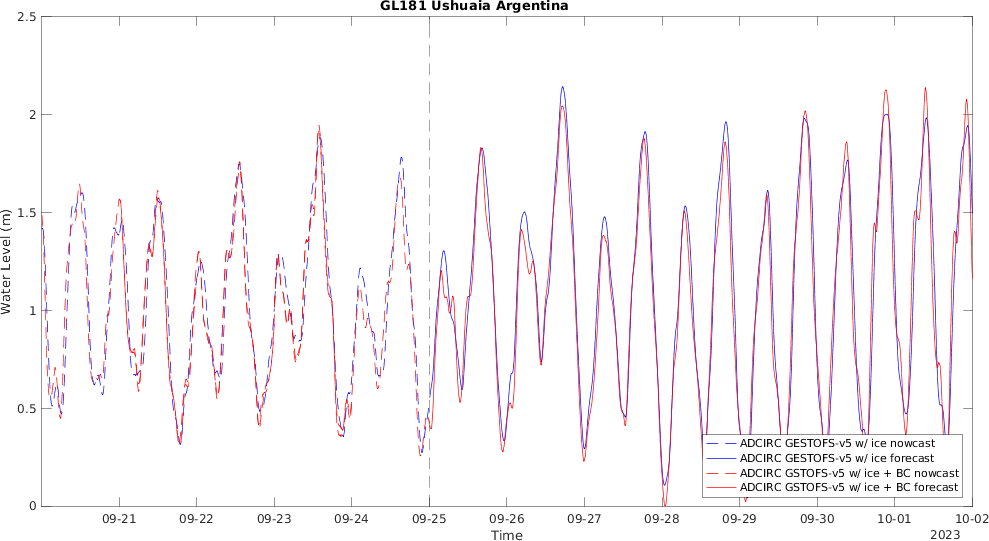 GL181 Ushuaia Argentina
2.5
2
1.5
1
0.5
0
Water Level (m)
ADCIRC GESTOFS-v5 w/ ice nowcast
ADCIRC GESTOFS-v5 w/ ice forecast
ADCIRC GSTOFS-v5 w/ ice + BC nowcast
ADCIRC GSTOFS-v5 w/ ice + BC forecast
09-21 09-22 09-23 09-24 09-25 09-26 09-27 09-28 09-29 09-30 10-01 10-02
Time
2023